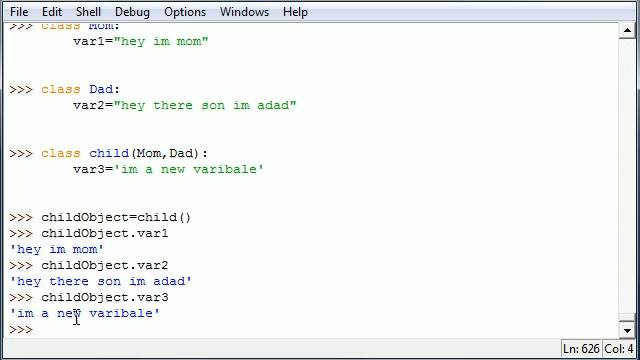 File Edit Shell Debug Options Windows Help
>>> class Mom:
var1="hey im mom"
>>> class Dad:
var2="hey there son im adad"
>>> class child(Mom,Dad):
var3='im a new varibale'
>>> childObject=child()
>>> childObject.var1
'hey im mom'
>>> childObject.var2
'hey there son im adad'
>>> childObject.var3
'im a new varibale'
>>>
Ln: 626 Col: 4